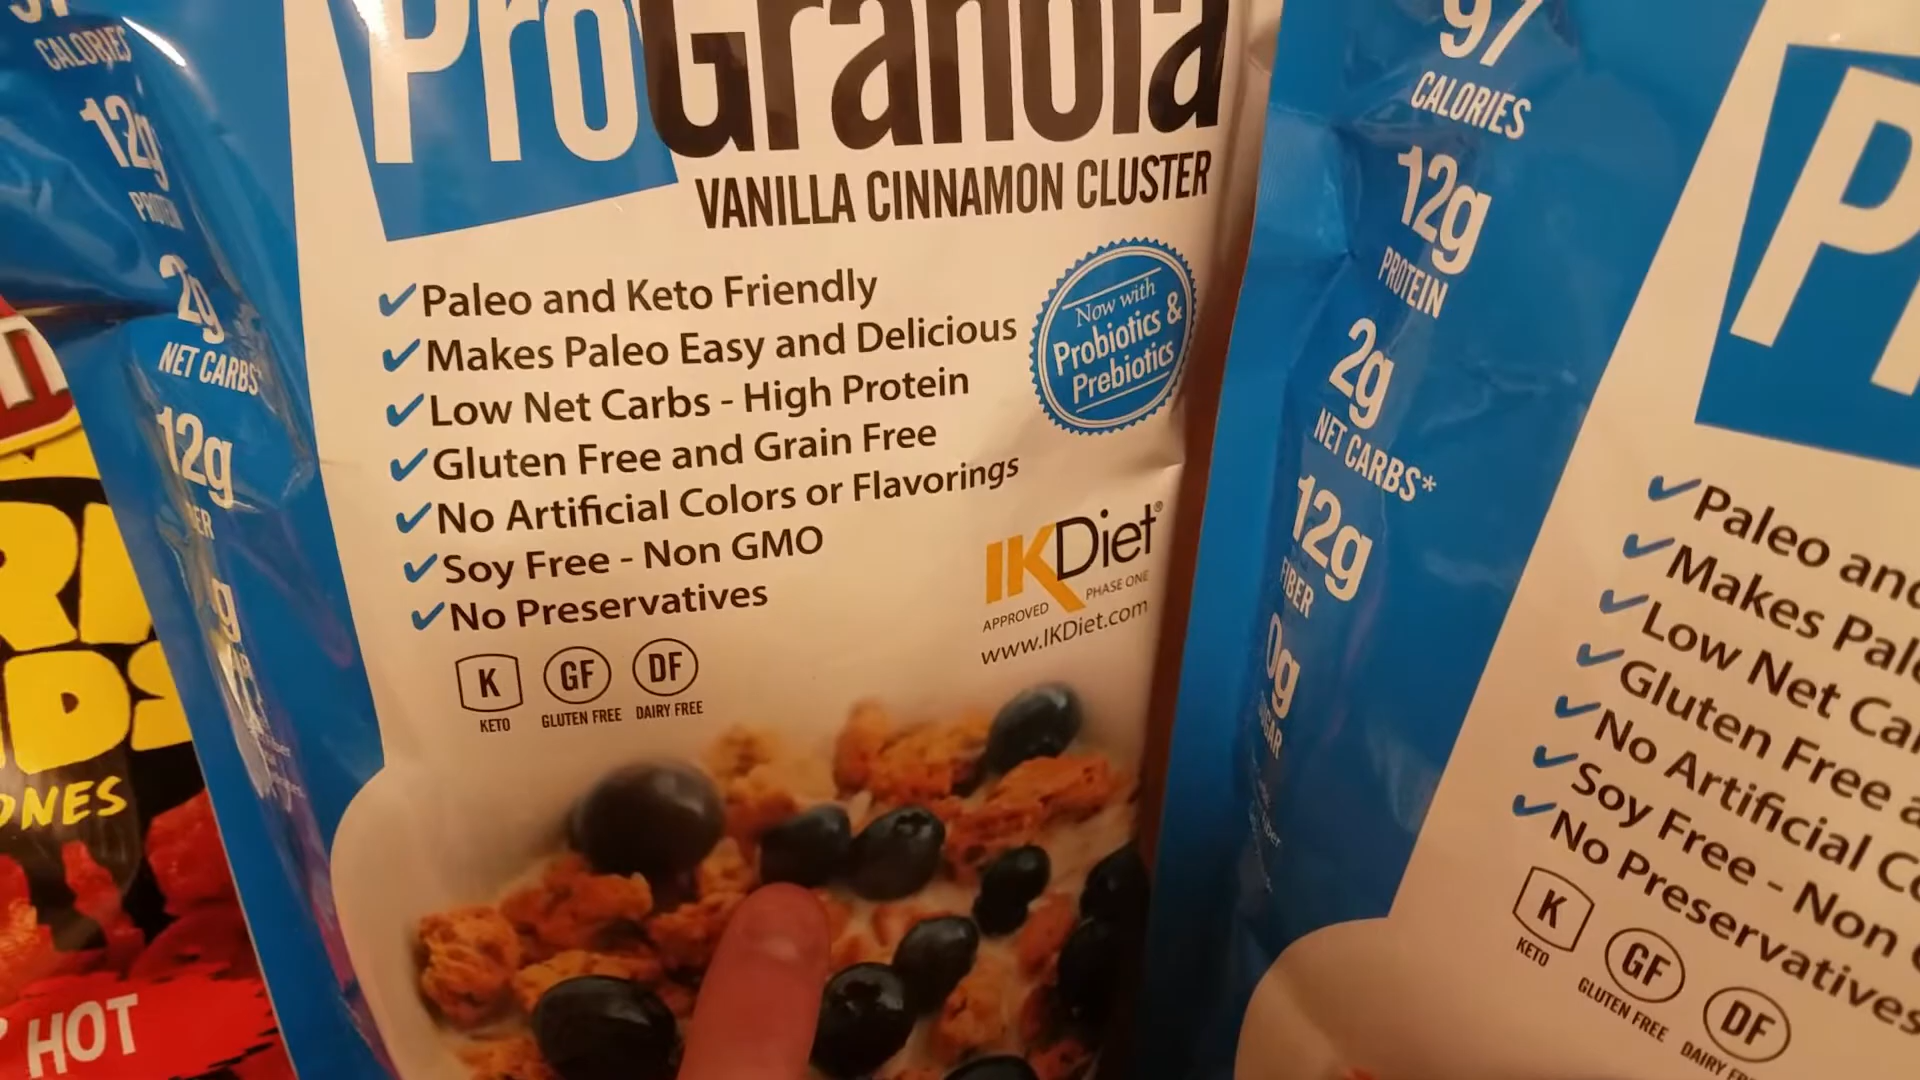 CALORIES
12g
PROTEIN
2g
NET CARBS*
12g
HOT
ProGranola
VANILLA CINNAMON CLUSTER
Paleo and Keto Friendly
Makes Paleo Easy and Delicious
Low Net Carbs - High Protein
Gluten Free and Grain Free
No Artificial Colors or Flavorings
Soy Free - Non GMO
No Preservatives
Now with
Probiotics &
Prebiotics
IKDiet®
APPROVED PHASE ONE
www.IKDiet.com
K GF DF
KETO GLUTEN FREE DAIRY FREE
97
CALORIES
12g
PROTEIN
2g
NET CARBS*
12g
FIBER
0g
SUGAR
P
Paleo and
Makes Pale
Low Net Ca
Gluten Free a
No Artificial Co
Soy Free - Non
No Preservatives
K GF DF
KETO GLUTEN FREE DAIRY FR